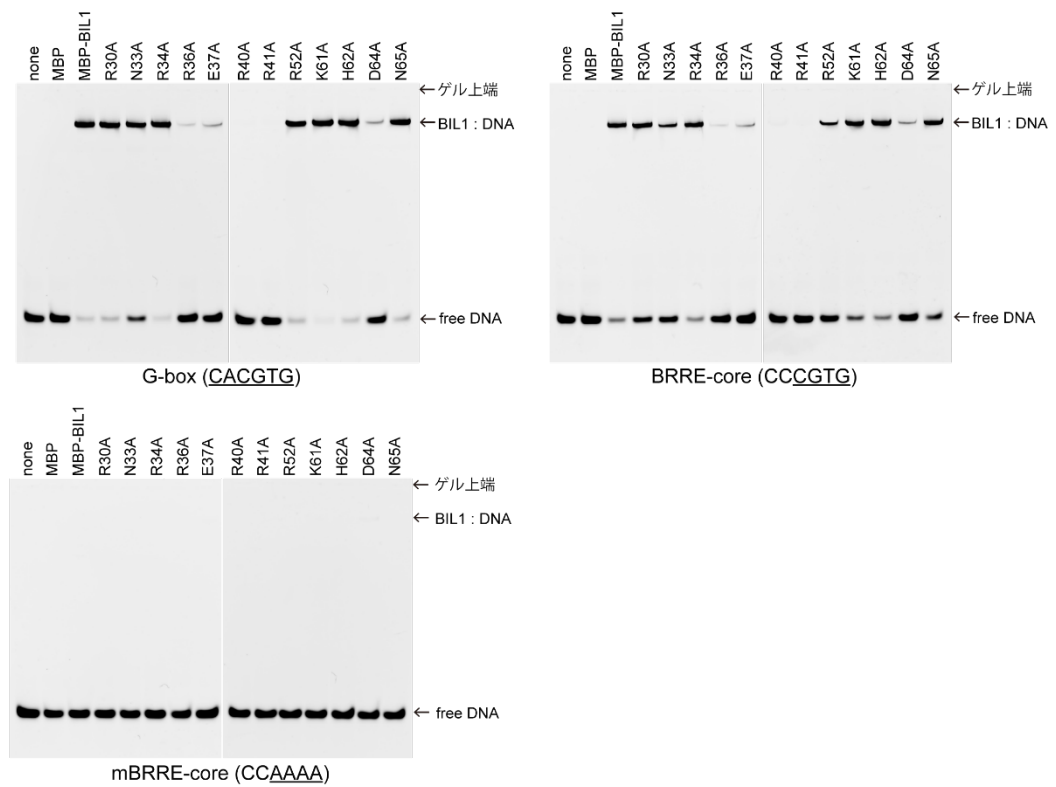 none MBP MBP-BIL1 R30A N33A R34A R36A E37A R40A R41A R52A K61A H62A D64A N65A
←ゲル上端
←BIL1 : DNA
←free DNA
G-box (CACGTG)
none MBP MBP-BIL1 R30A N33A R34A R36A E37A R40A R41A R52A K61A H62A D64A N65A
←ゲル上端
←BIL1 : DNA
←free DNA
BRRE-core (CCCGTG)
none MBP MBP-BIL1 R30A N33A R34A R36A E37A R40A R41A R52A K61A H62A D64A N65A
← ゲル上端
← BIL1 : DNA
← free DNA
mBRRE-core (CCAAAA)